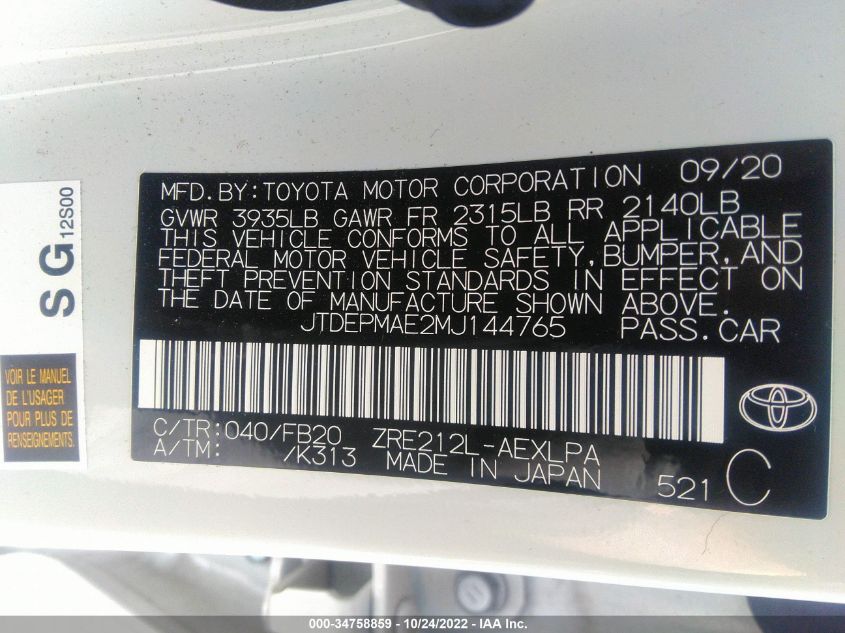 MFD.BY:TOYOTA MOTOR CORPORATION 09/20
GVWR 3935LB GAWR FR 2315LB RR 2140LB
THIS VEHICLE CONFORMS TO ALL APPLICABLE
FEDERAL MOTOR VEHICLE SAFETY,BUMPER,AND
THEFT PREVENTION STANDARDS IN EFFECT ON
THE DATE OF MANUFACTURE SHOWN ABOVE.
JTDEPMAE2MJ144765 PASS.CAR
C/TR:040/FB20 ZRE212L-AEXLPA
A/TM: /K313 MADE IN JAPAN 521 C
SG 12S00
VOIR LE MANUEL
DE L'USAGER
POUR PLUS DE
RENSEIGNEMENTS.
000-34758859 - 10/24/2022 - IAA Inc.